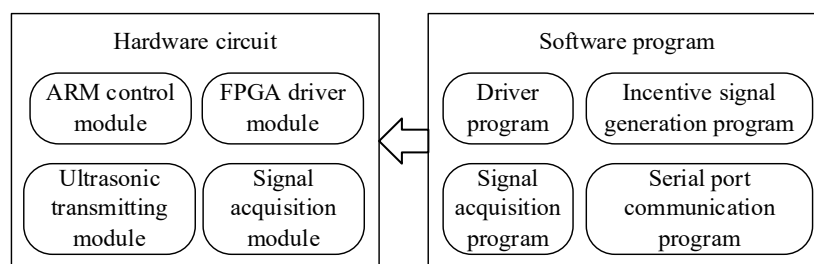 Hardware circuit
ARM control
module
FPGA driver
module
Ultrasonic
transmitting
module
Signal
acquisition
module
Software program
Driver
program
Incentive signal
generation program
Signal
acquisition
program
Serial port
communication
program